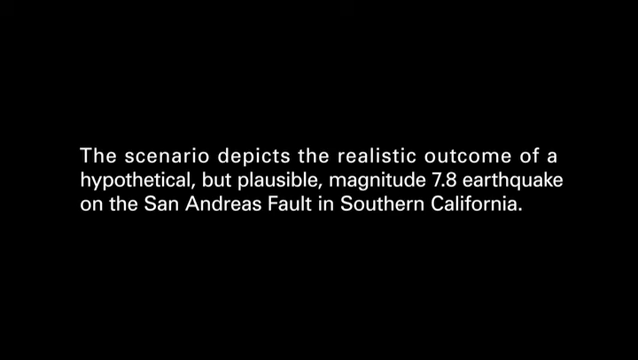 The scenario depicts the realistic outcome of a
hypothetical, but plausible, magnitude 7.8 earthquake
on the San Andreas Fault in Southern California.